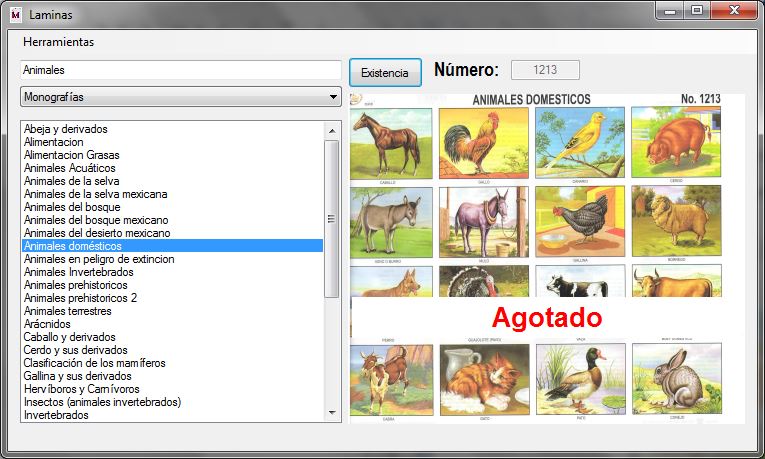 Laminas
Herramientas
Animales
Existencia
Número:
1213
Monografías
Abeja y derivados
Alimentacion
Alimentacion Grasas
Animales Acuáticos
Animales de la selva
Animales de la selva mexicana
Animales del bosque
Animales del bosque mexicano
Animales del desierto mexicano
Animales domésticos
Animales en peligro de extincion
Animales Invertebrados
Animales prehistoricos
Animales prehistoricos 2
Animales terrestres
Arácnidos
Caballo y derivados
Cerdo y sus derivados
Clasificación de los mamíferos
Gallina y sus derivados
Hervíboros y Carnívoros
Insectos (animales invertebrados)
Invertebrados
ANIMALES DOMESTICOS
No. 1213
CABALLO
GALLO
CANARIO
CERDO
ASNO O BURRO
MULO
GALLINA
BORREGO
Agotado
PERRO
GUAJOLOTE (PAVO)
VACA
CABRA
GATO
PATO
CONEJO